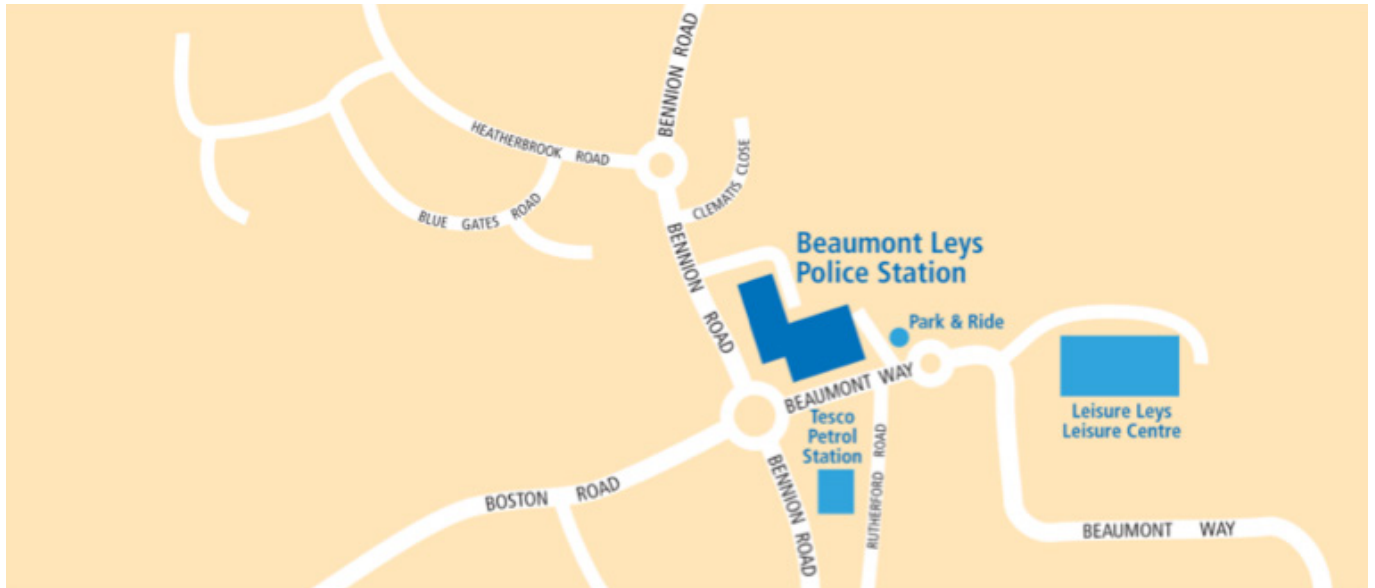 BENNION ROAD
HEATHERBROOK ROAD
CLEMATIS CLOSE
BLUE GATES ROAD
BENNION ROAD
Beaumont Leys
Police Station
Park & Ride
BEAUMONT WAY
Tesco
Petrol
Station
Leisure Leys
Leisure Centre
RUTHERFORD ROAD
BENNION ROAD
BOSTON ROAD
BEAUMONT WAY